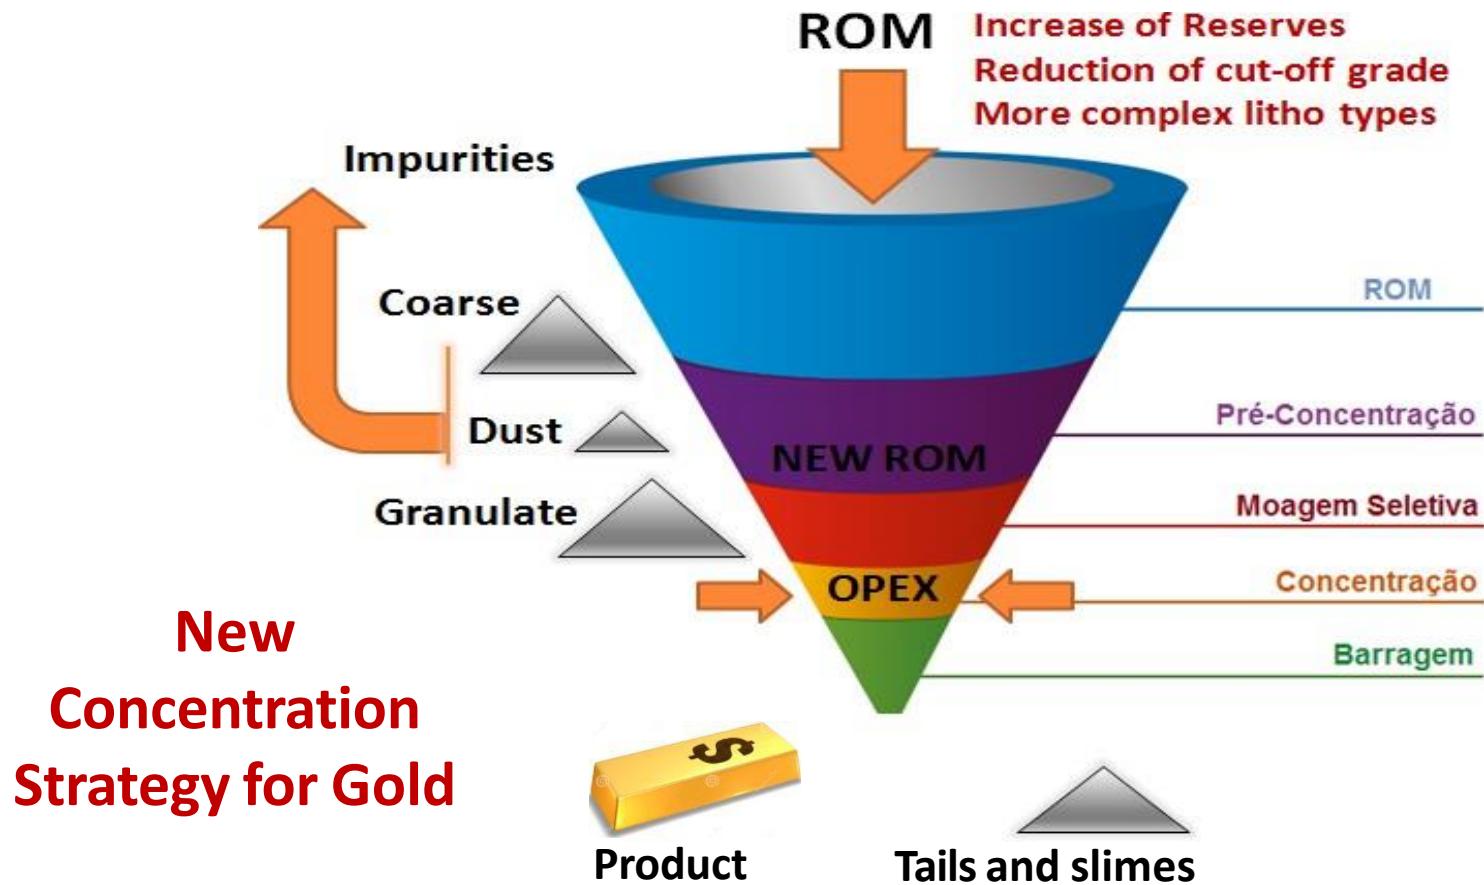 ROM
Increase of Reserves
Reduction of cut-off grade
More complex litho types
Impurities
Coarse
Dust
Granulate
ROM
Pré-Concentração
NEW ROM
Moagem Seletiva
OPEX
Concentração
Barragem
New
Concentration
Strategy for Gold
$
Product
Tails and slimes